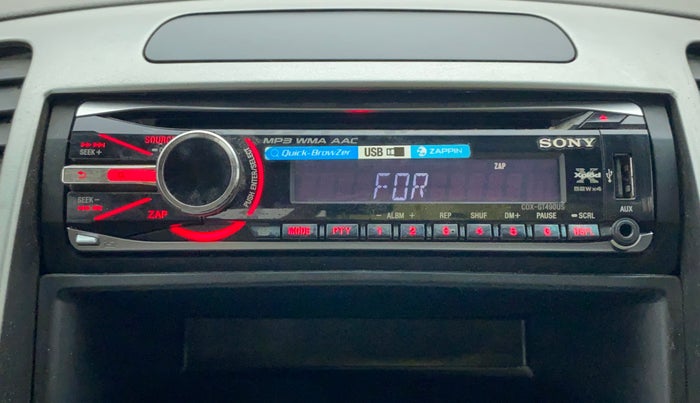 SOURCE
MP3 WMA AAC
SONY
SEEK +
Quick-BrowZer USB ZAPPIN
PUSH ENTER/SELECT
ZAP
FOR
Xplod
52W x 4
SEEK -
CDX-GT490US
ZAP
- ALBM + REP SHUF DM+ PAUSE SCRL
AUX
MODE PTY 1 2 3 4 5 6